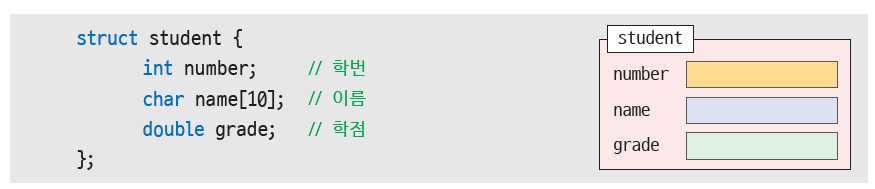 struct student {
int number; // 학번
char name[10]; // 이름
double grade; // 학점
};
student
number
name
grade